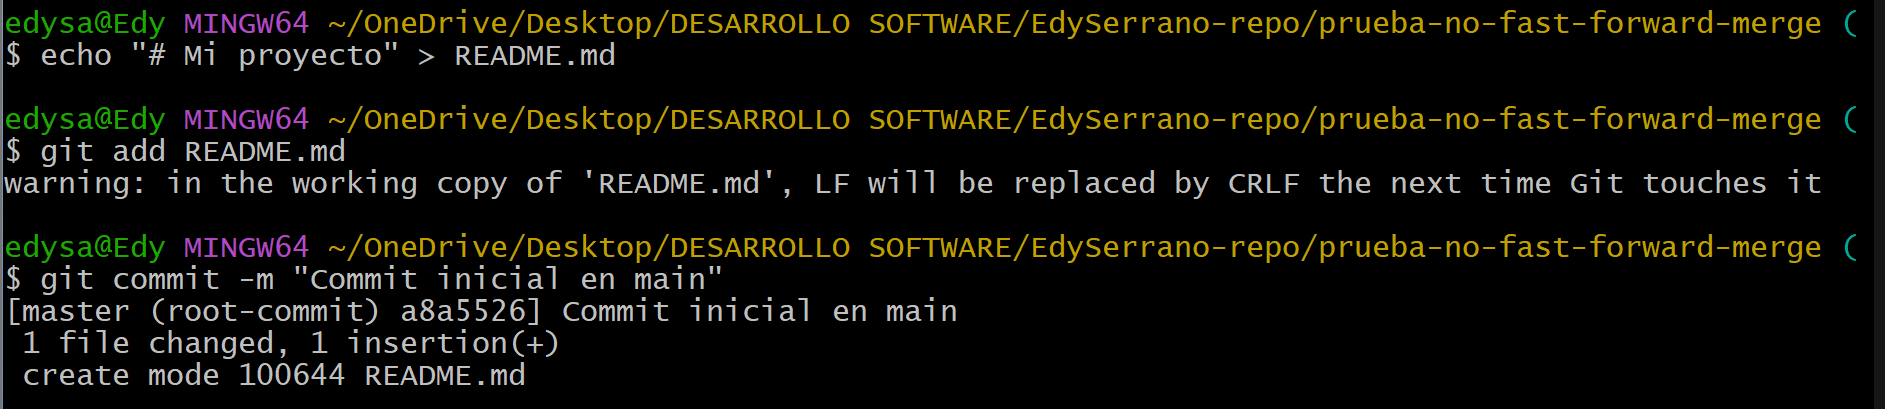 edysa@Edy MINGW64 ~/OneDrive/Desktop/DESARROLLO SOFTWARE/EdySerrano-repo/prueba-no-fast-forward-merge (
$ echo "# Mi proyecto" > README.md
edysa@Edy MINGW64 ~/OneDrive/Desktop/DESARROLLO SOFTWARE/EdySerrano-repo/prueba-no-fast-forward-merge (
$ git add README.md
warning: in the working copy of 'README.md', LF will be replaced by CRLF the next time Git touches it
edysa@Edy MINGW64 ~/OneDrive/Desktop/DESARROLLO SOFTWARE/EdySerrano-repo/prueba-no-fast-forward-merge (
$ git commit -m "Commit inicial en main"
[master (root-commit) a8a5526] Commit inicial en main
 1 file changed, 1 insertion(+)
 create mode 100644 README.md